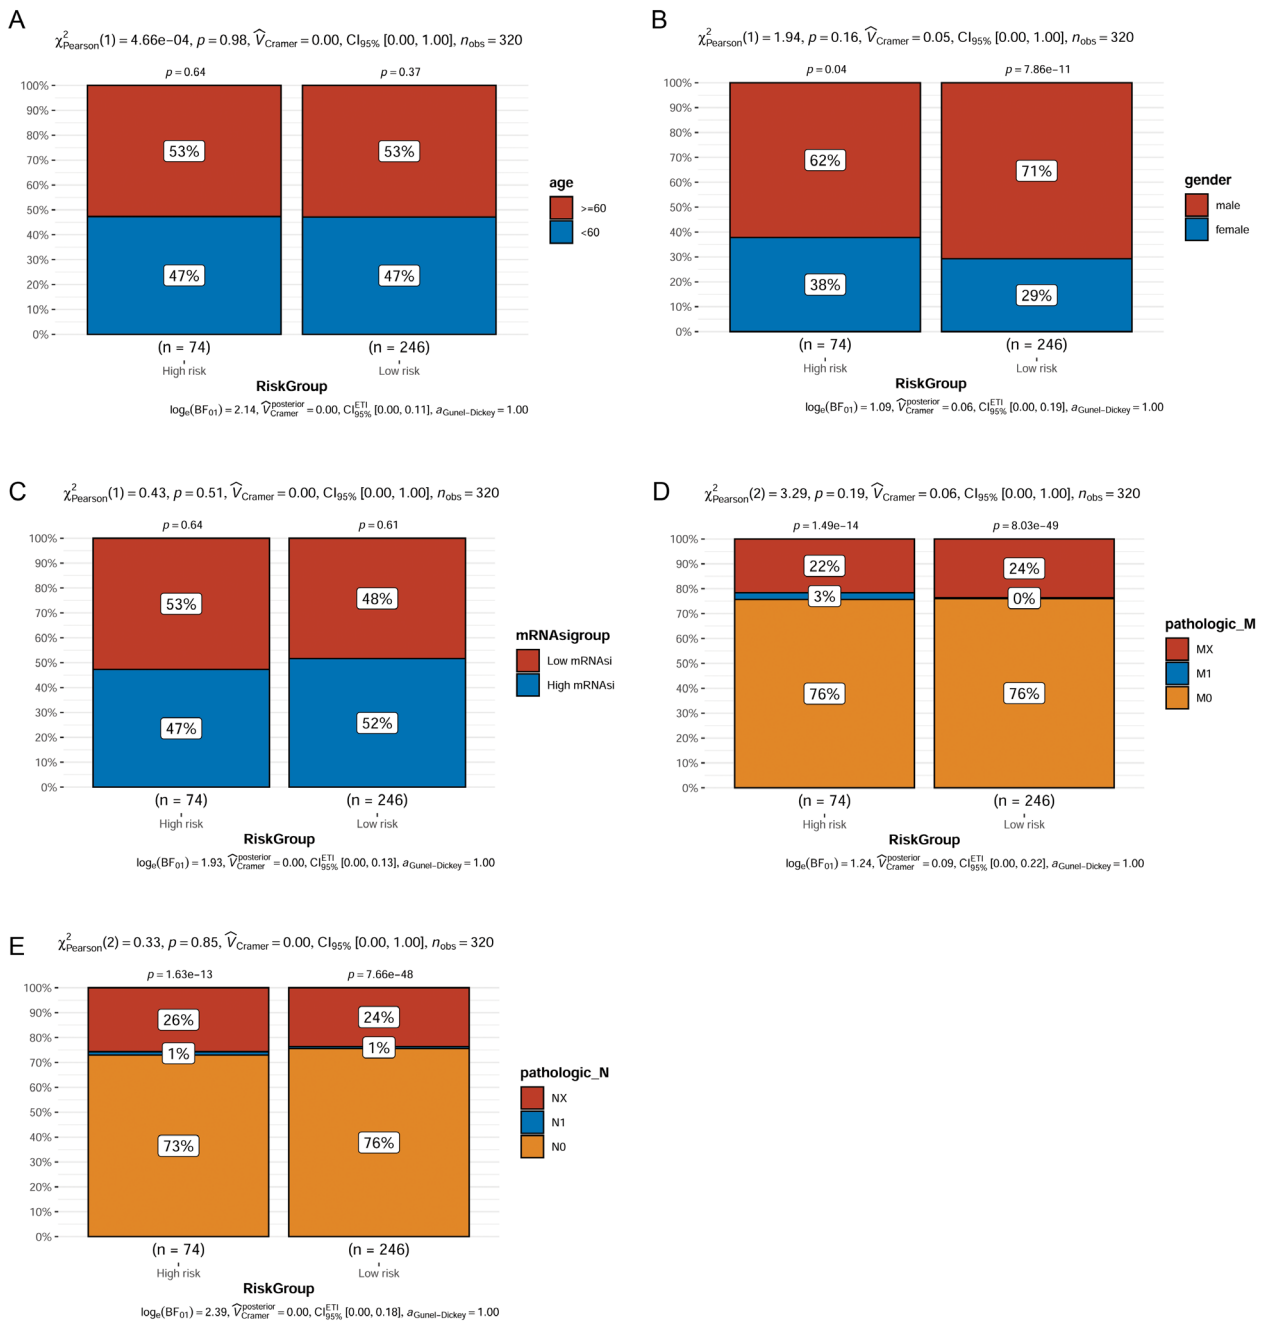 A
χ²Pearson(1) = 4.66e−04, p = 0.98, V̂Cramer = 0.00, CI95% [0.00, 1.00], nobs = 320
p = 0.64
p = 0.37
100%
90%
80%
70%
60%
50%
40%
30%
20%
10%
0%
53%
53%
47%
47%
age
>=60
<60
(n = 74)
(n = 246)
High risk
Low risk
RiskGroup
loge(BF01) = 2.14, V̂posteriorCramer = 0.00, CIETI95% [0.00, 0.11], aGunel−Dickey = 1.00
B
χ²Pearson(1) = 1.94, p = 0.16, V̂Cramer = 0.05, CI95% [0.00, 1.00], nobs = 320
p = 0.04
p = 7.86e−11
100%
90%
80%
70%
60%
50%
40%
30%
20%
10%
0%
62%
71%
38%
29%
gender
male
female
(n = 74)
(n = 246)
High risk
Low risk
RiskGroup
loge(BF01) = 1.09, V̂posteriorCramer = 0.06, CIETI95% [0.00, 0.19], aGunel−Dickey = 1.00
C
χ²Pearson(1) = 0.43, p = 0.51, V̂Cramer = 0.00, CI95% [0.00, 1.00], nobs = 320
p = 0.64
p = 0.61
100%
90%
80%
70%
60%
50%
40%
30%
20%
10%
0%
53%
48%
47%
52%
mRNAsigroup
Low mRNAsi
High mRNAsi
(n = 74)
(n = 246)
High risk
Low risk
RiskGroup
loge(BF01) = 1.93, V̂posteriorCramer = 0.00, CIETI95% [0.00, 0.13], aGunel−Dickey = 1.00
D
χ²Pearson(2) = 3.29, p = 0.19, V̂Cramer = 0.06, CI95% [0.00, 1.00], nobs = 320
p = 1.49e−14
p = 8.03e−49
100%
90%
80%
70%
60%
50%
40%
30%
20%
10%
0%
22%
24%
3%
0%
76%
76%
pathologic_M
MX
M1
M0
(n = 74)
(n = 246)
High risk
Low risk
RiskGroup
loge(BF01) = 1.24, V̂posteriorCramer = 0.09, CIETI95% [0.00, 0.22], aGunel−Dickey = 1.00
E
χ²Pearson(2) = 0.33, p = 0.85, V̂Cramer = 0.00, CI95% [0.00, 1.00], nobs = 320
p = 1.63e−13
p = 7.66e−48
100%
90%
80%
70%
60%
50%
40%
30%
20%
10%
0%
26%
24%
1%
1%
73%
76%
pathologic_N
NX
N1
N0
(n = 74)
(n = 246)
High risk
Low risk
RiskGroup
loge(BF01) = 2.39, V̂posteriorCramer = 0.00, CIETI95% [0.00, 0.18], aGunel−Dickey = 1.00